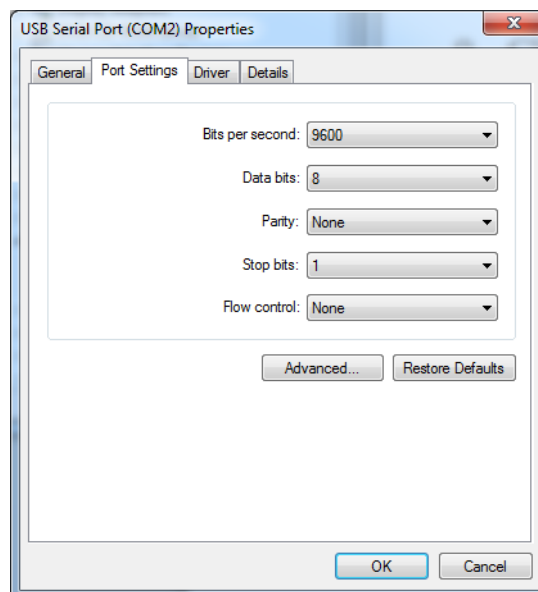 USB Serial Port (COM2) Properties
X
General Port Settings Driver Details
Bits per second: 9600
Data bits: 8
Parity: None
Stop bits: 1
Flow control: None
Advanced... Restore Defaults
OK Cancel